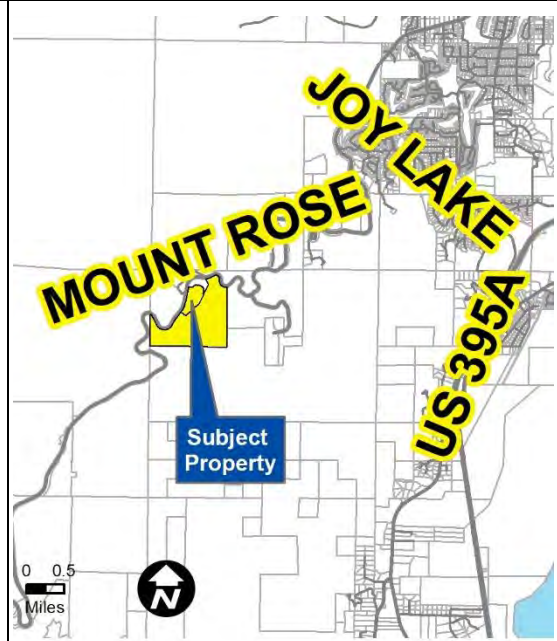 JOY LAKE
MOUNT ROSE
US 395A
Subject
Property
0 0.5
Miles
N